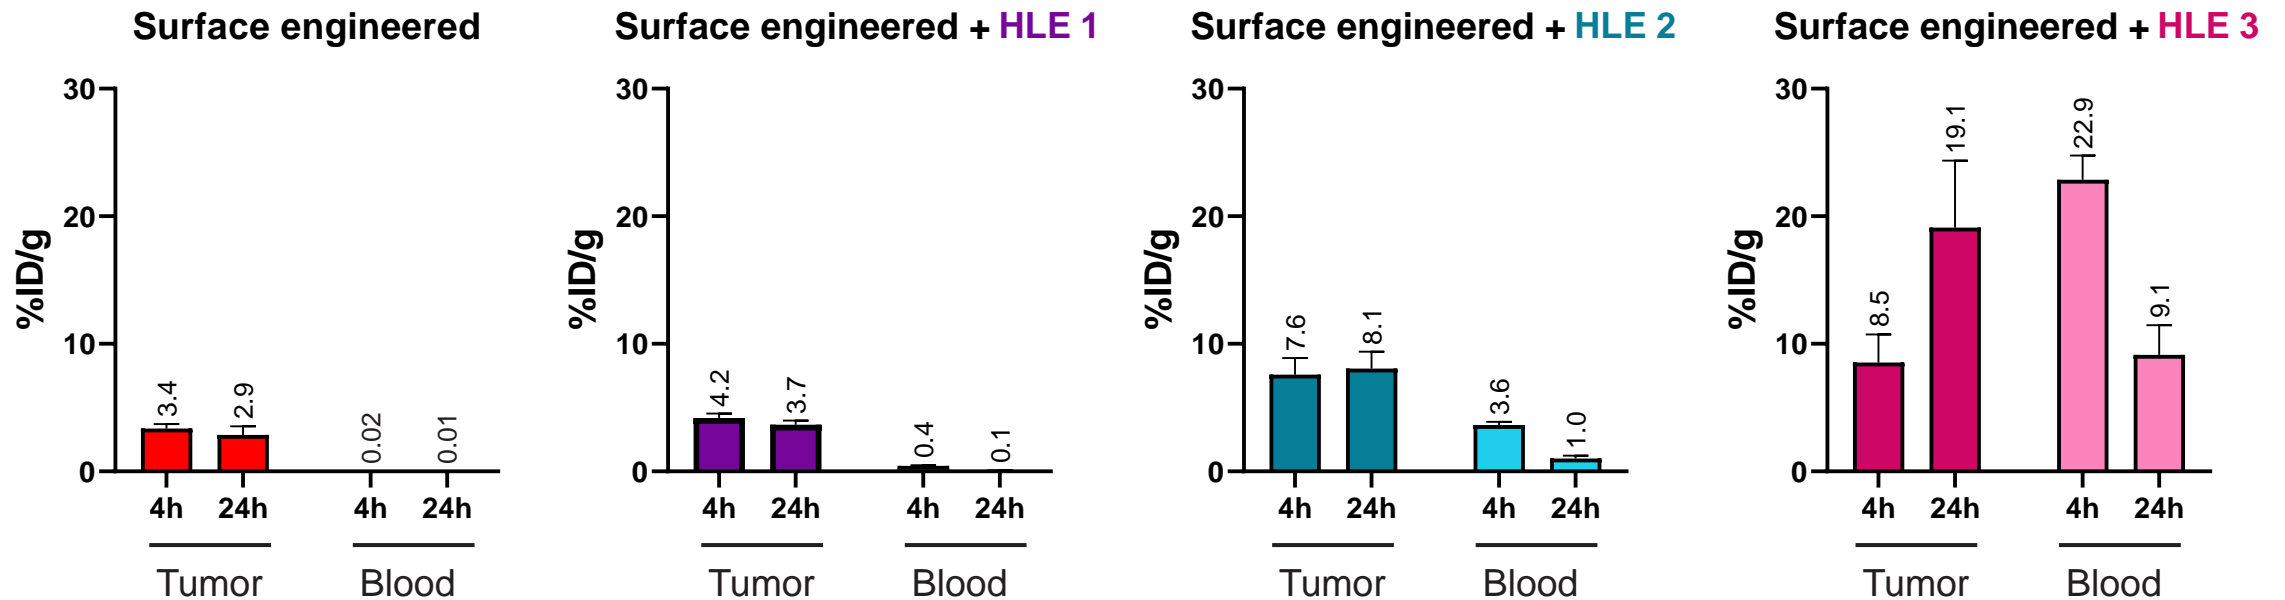 Surface engineered
%ID/g
30
20
10
0
3.4
2.9
0.02
0.01
4h
24h
4h
24h
Tumor
Blood
Surface engineered + HLE 1
%ID/g
30
20
10
0
4.2
3.7
0.4
0.1
4h
24h
4h
24h
Tumor
Blood
Surface engineered + HLE 2
%ID/g
30
20
10
0
7.6
8.1
3.6
1.0
4h
24h
4h
24h
Tumor
Blood
Surface engineered + HLE 3
%ID/g
30
20
10
0
8.5
19.1
22.9
9.1
4h
24h
4h
24h
Tumor
Blood